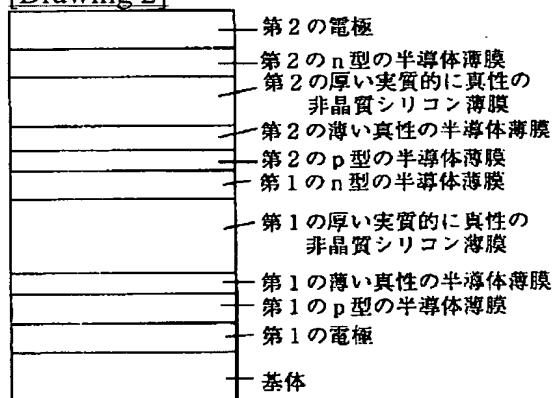 [Drawing 2]
第2の電極
第2のn型の半導体薄膜
第2の厚い実質的に真性の
非晶質シリコン薄膜
第2の薄い真性の半導体薄膜
第2のp型の半導体薄膜
第1のn型の半導体薄膜
第1の厚い実質的に真性の
非晶質シリコン薄膜
第1の薄い真性の半導体薄膜
第1のp型の半導体薄膜
第1の電極
基体